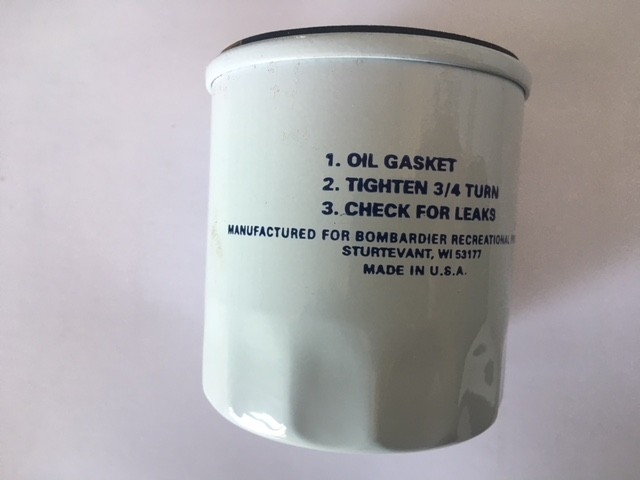 1. OIL GASKET
2. TIGHTEN 3/4 TURN
3. CHECK FOR LEAKS
MANUFACTURED FOR BOMBARDIER RECREATIONAL
STURTEVANT, WI 53177
MADE IN U.S.A.